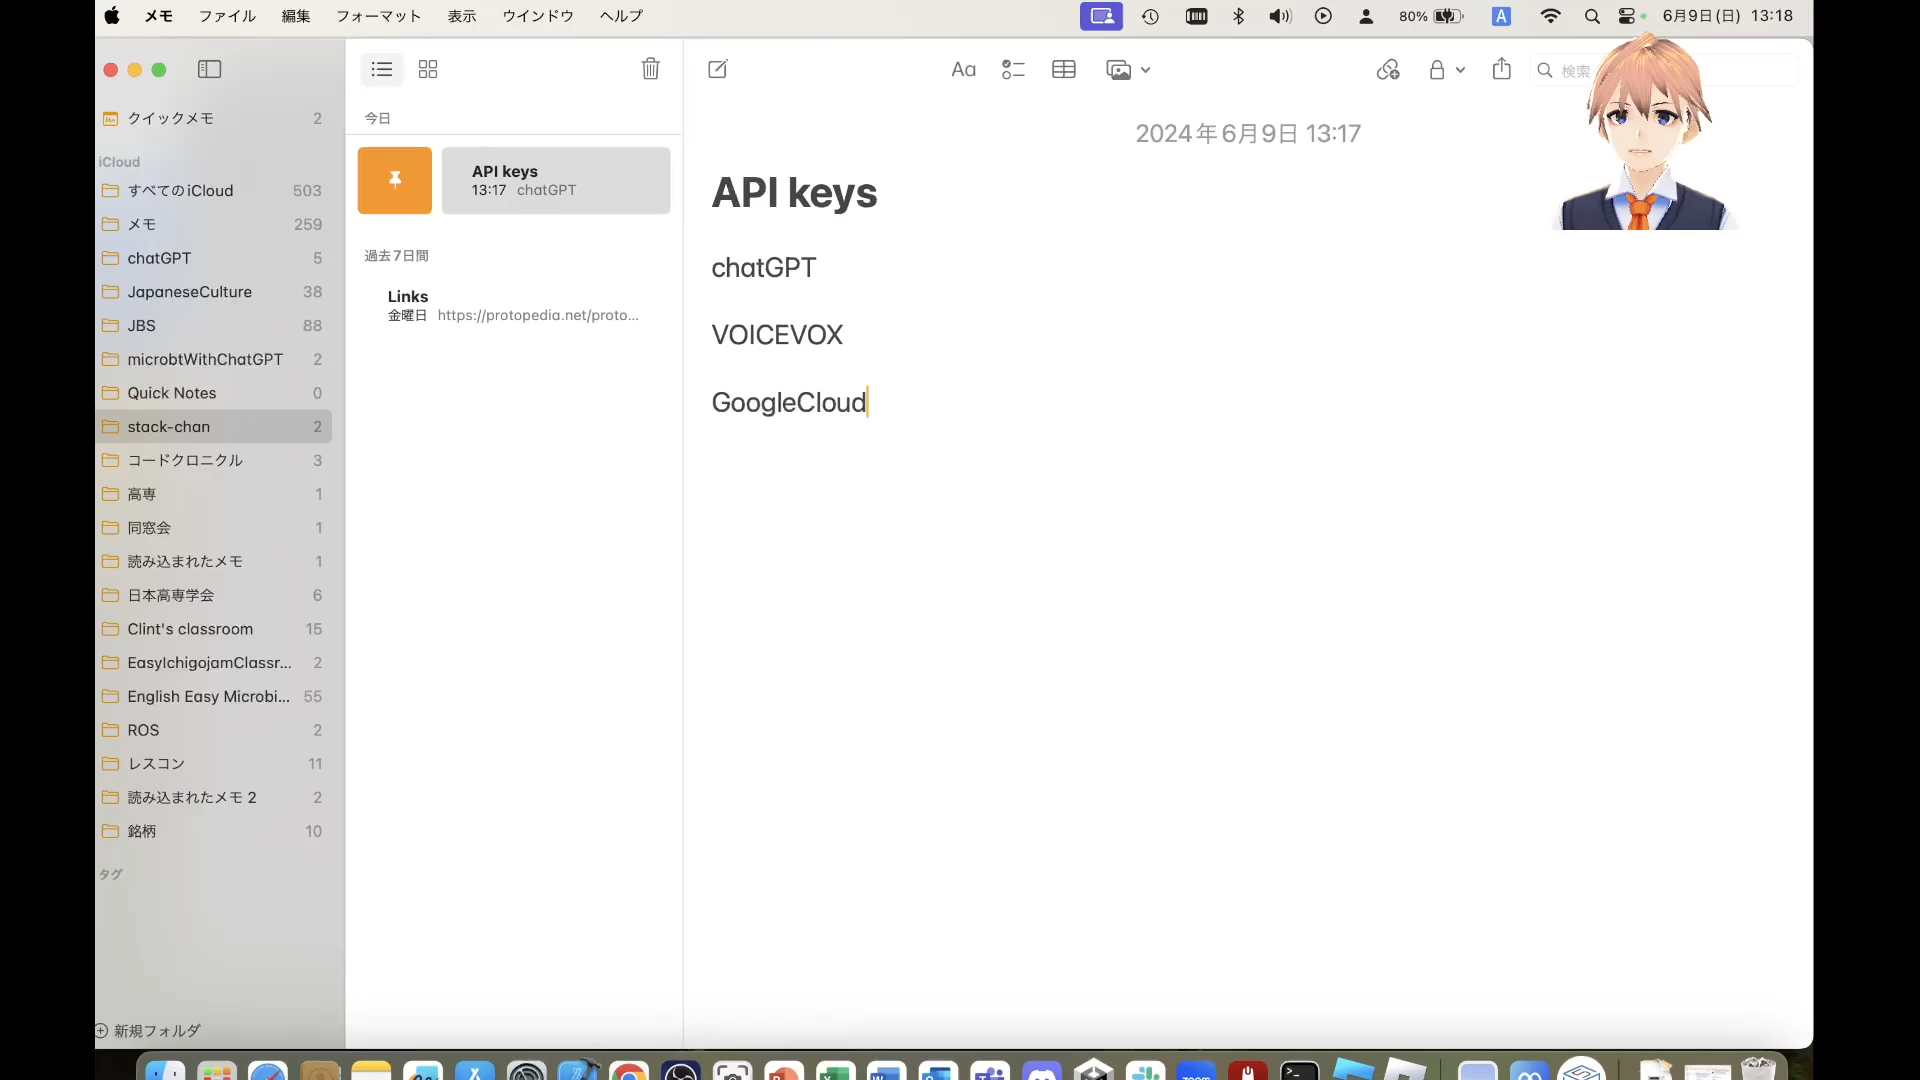 メモ ファイル 編集 フォーマット 表示 ウインドウ ヘルプ 80% A 6月9日(日) 13:18
検索
クイックメモ 2
iCloud
すべてのiCloud 503
メモ 259
chatGPT 5
JapaneseCulture 38
JBS 88
microbtWithChatGPT 2
Quick Notes 0
stack-chan 2
コードクロニクル 3
高専 1
同窓会 1
読み込まれたメモ 1
日本高専学会 6
Clint's classroom 15
EasyIchigojamClassr... 2
English Easy Microbi... 55
ROS 2
レスコン 11
読み込まれたメモ 2 2
銘柄 10
タグ
新規フォルダ
今日
API keys
13:17 chatGPT
過去7日間
Links
金曜日 https://protopedia.net/proto...
Aa
2024年6月9日 13:17
API keys
chatGPT
VOICEVOX
GoogleCloud
zoom